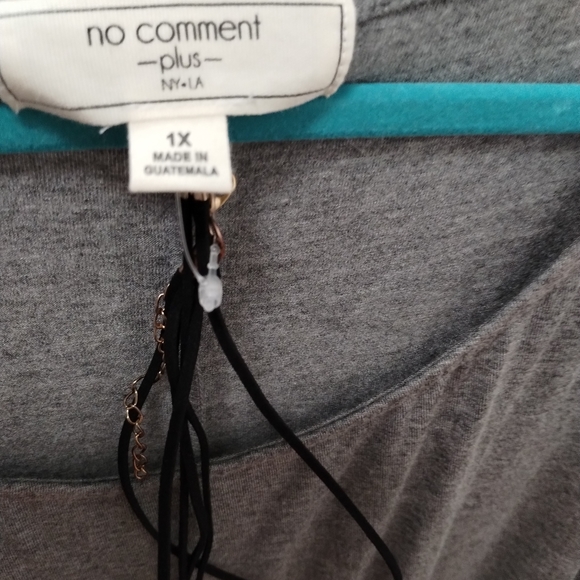 no comment
—plus—
NY•LA
1X
MADE IN
GUATEMALA